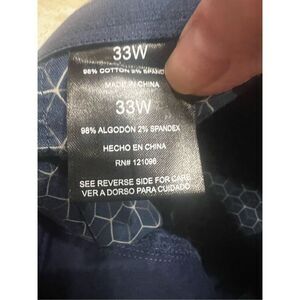 33W
98% COTTON 2% SPANDEX
MADE IN CHINA
33W
98% ALGODÓN 2% SPANDEX
HECHO EN CHINA
RN# 121096
SEE REVERSE SIDE FOR CARE
VER A DORSO PARA CUIDADO